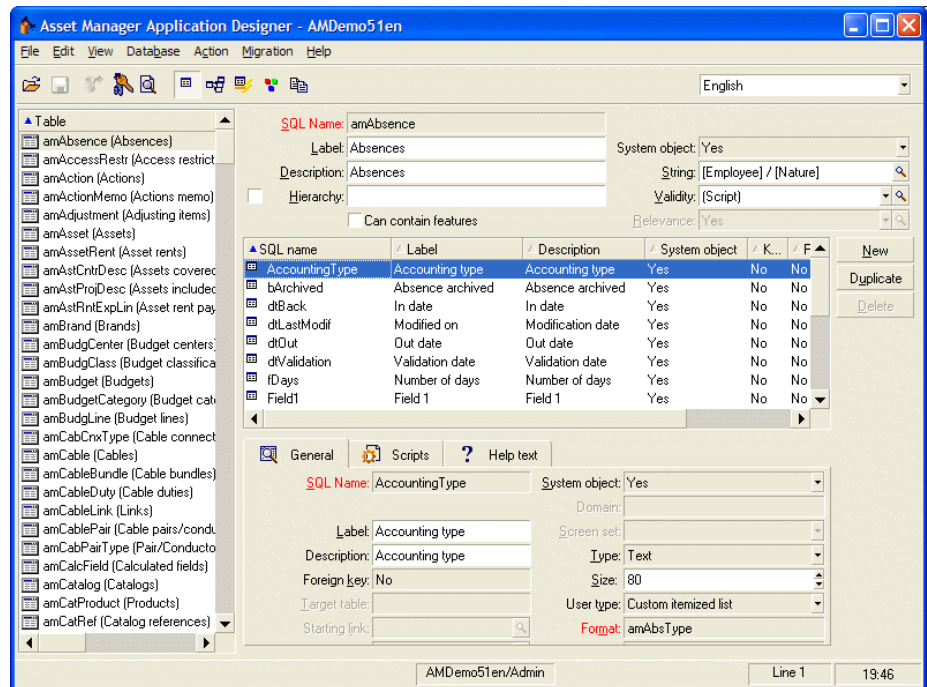 Asset Manager Application Designer - AMDemo51en
File Edit View Database Action Migration Help
English
Table
amAbsence (Absences)
amAccessRestr (Access restrict
amAction (Actions)
amActionMemo (Actions memo)
amAdjustment (Adjusting items)
amAsset (Assets)
amAssetRent (Asset rents)
amAstCntrDesc (Assets covered
amAstProjDesc (Assets included
amAstRntExpLin (Asset rent pay
amBrand (Brands)
amBudgCenter (Budget centers)
amBudgClass (Budget classifica
amBudget (Budgets)
amBudgetCategory (Budget cat
amBudgLine (Budget lines)
amCabCnxType (Cable connect
amCable (Cables)
amCableBundle (Cable bundles)
amCableDuty (Cable duties)
amCableLink (Links)
amCablePair (Cable pairs/condu
amCabPairType (Pair/Conducto
amCalcField (Calculated fields)
amCatalog (Catalogs)
amCatProduct (Products)
amCatRef (Catalog references)
SQL Name: amAbsence
Label: Absences System object: Yes
Description: Absences String: [Employee] / [Nature]
Hierarchy: Validity: (Script)
Can contain features Relevance: Yes
SQL name Label Description System object K... F
AccountingType Accounting type Accounting type Yes No No
bArchived Absence archived Absence archived Yes No No
dtBack In date In date Yes No No
dtLastModif Modified on Modification date Yes No No
dtOut Out date Out date Yes No No
dtValidation Validation date Validation date Yes No No
fDays Number of days Number of days Yes No No
Field1 Field 1 Field 1 Yes No No
New
Duplicate
Delete
General Scripts ? Help text
SQL Name: AccountingType System object: Yes
Domain:
Label: Accounting type Screen set:
Description: Accounting type Type: Text
Foreign key: No Size: 80
Target table: User type: Custom itemized list
Starting link: Format: amAbsType
AMDemo51en/Admin Line 1 19:46